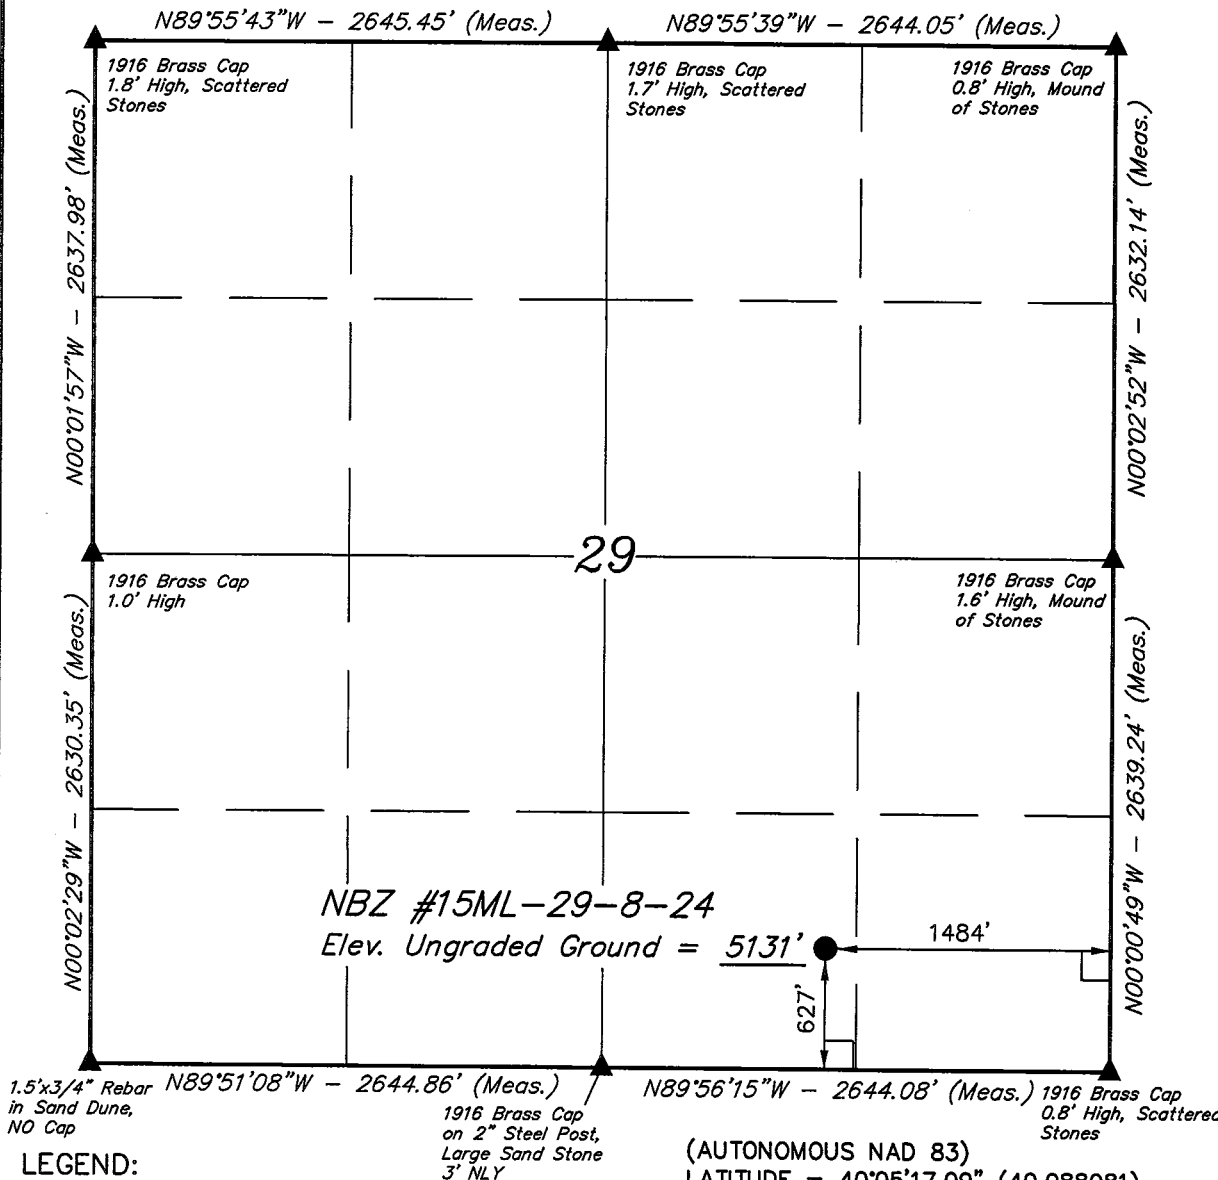 N89°55'43"W – 2645.45' (Meas.)
N89°55'39"W – 2644.05' (Meas.)
1916 Brass Cap
1.8' High, Scattered
Stones
1916 Brass Cap
1.7' High, Scattered
Stones
1916 Brass Cap
0.8' High, Mound
of Stones
N00°01'57"W – 2637.98' (Meas.)
N00°02'52"W – 2632.14' (Meas.)
29
1916 Brass Cap
1.0' High
1916 Brass Cap
1.6' High, Mound
of Stones
N00°02'29"W – 2630.35' (Meas.)
N00°00'49"W – 2639.24' (Meas.)
NBZ #15ML-29-8-24
Elev. Ungraded Ground = 5131'
1484'
627'
1.5'x3/4" Rebar
in Sand Dune,
NO Cap
N89°51'08"W – 2644.86' (Meas.)
1916 Brass Cap
on 2" Steel Post,
Large Sand Stone
3' NLY
N89°56'15"W – 2644.08' (Meas.)
1916 Brass Cap
0.8' High, Scattered
Stones
LEGEND:
(AUTONOMOUS NAD 83)
LATITUDE = 40°05'17.09" (40.088081)